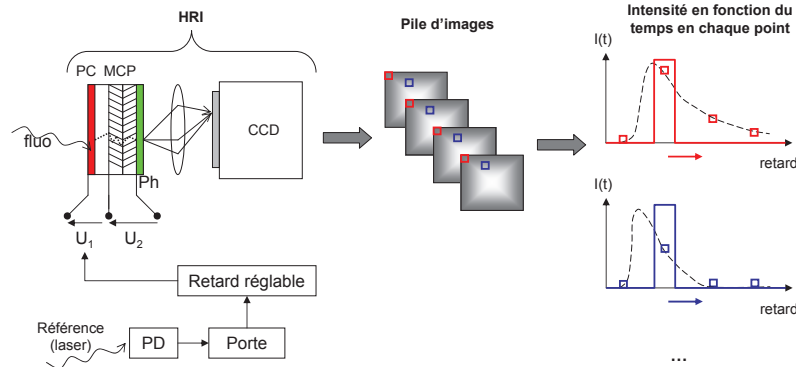 HRI
PC MCP
fluo
CCD
Ph
U1
U2
Retard réglable
Référence
(laser)
PD
Porte
Pile d'images
Intensité en fonction du
temps en chaque point
I(t)
retard
I(t)
retard
...